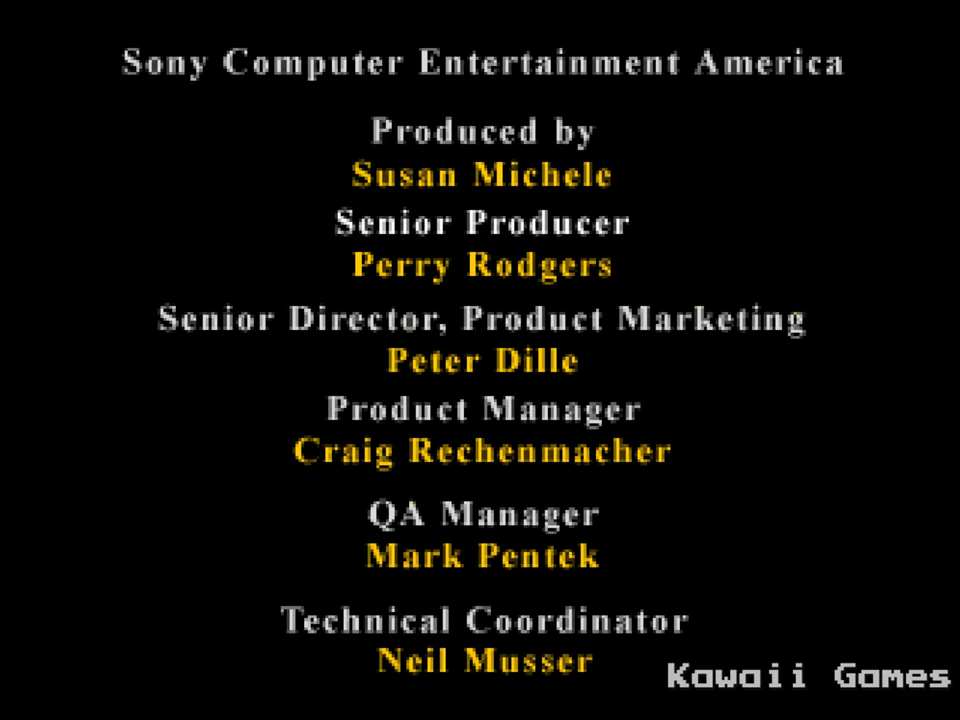 Sony Computer Entertainment America
Produced by
Susan Michele
Senior Producer
Perry Rodgers
Senior Director, Product Marketing
Peter Dille
Product Manager
Craig Rechenmacher
QA Manager
Mark Pentek
Technical Coordinator
Neil Musser
Kawaii Games